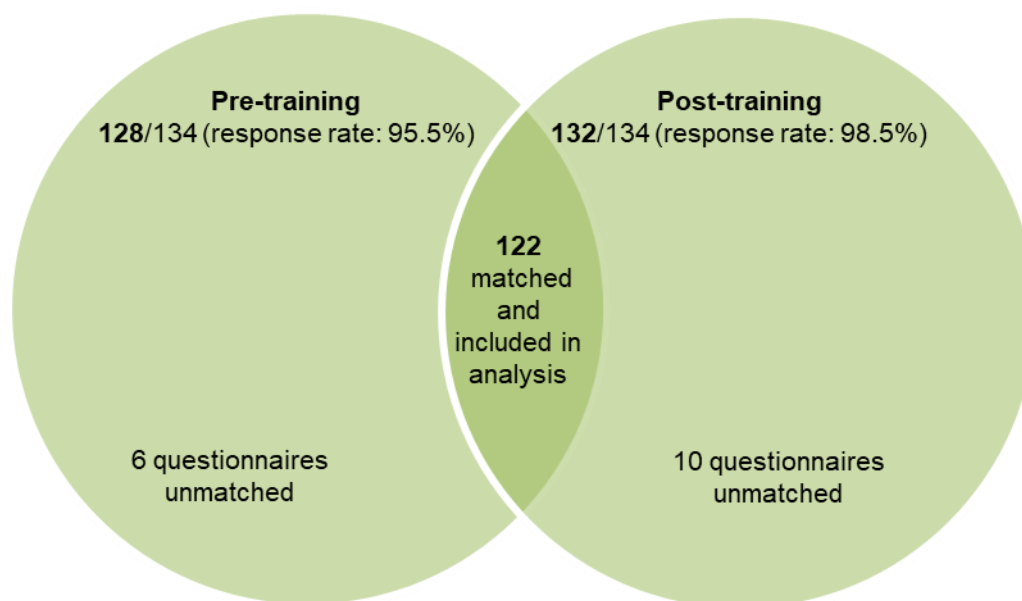 Pre-training
128/134 (response rate: 95.5%)
Post-training
132/134 (response rate: 98.5%)
122
matched
and
included in
analysis
6 questionnaires
unmatched
10 questionnaires
unmatched